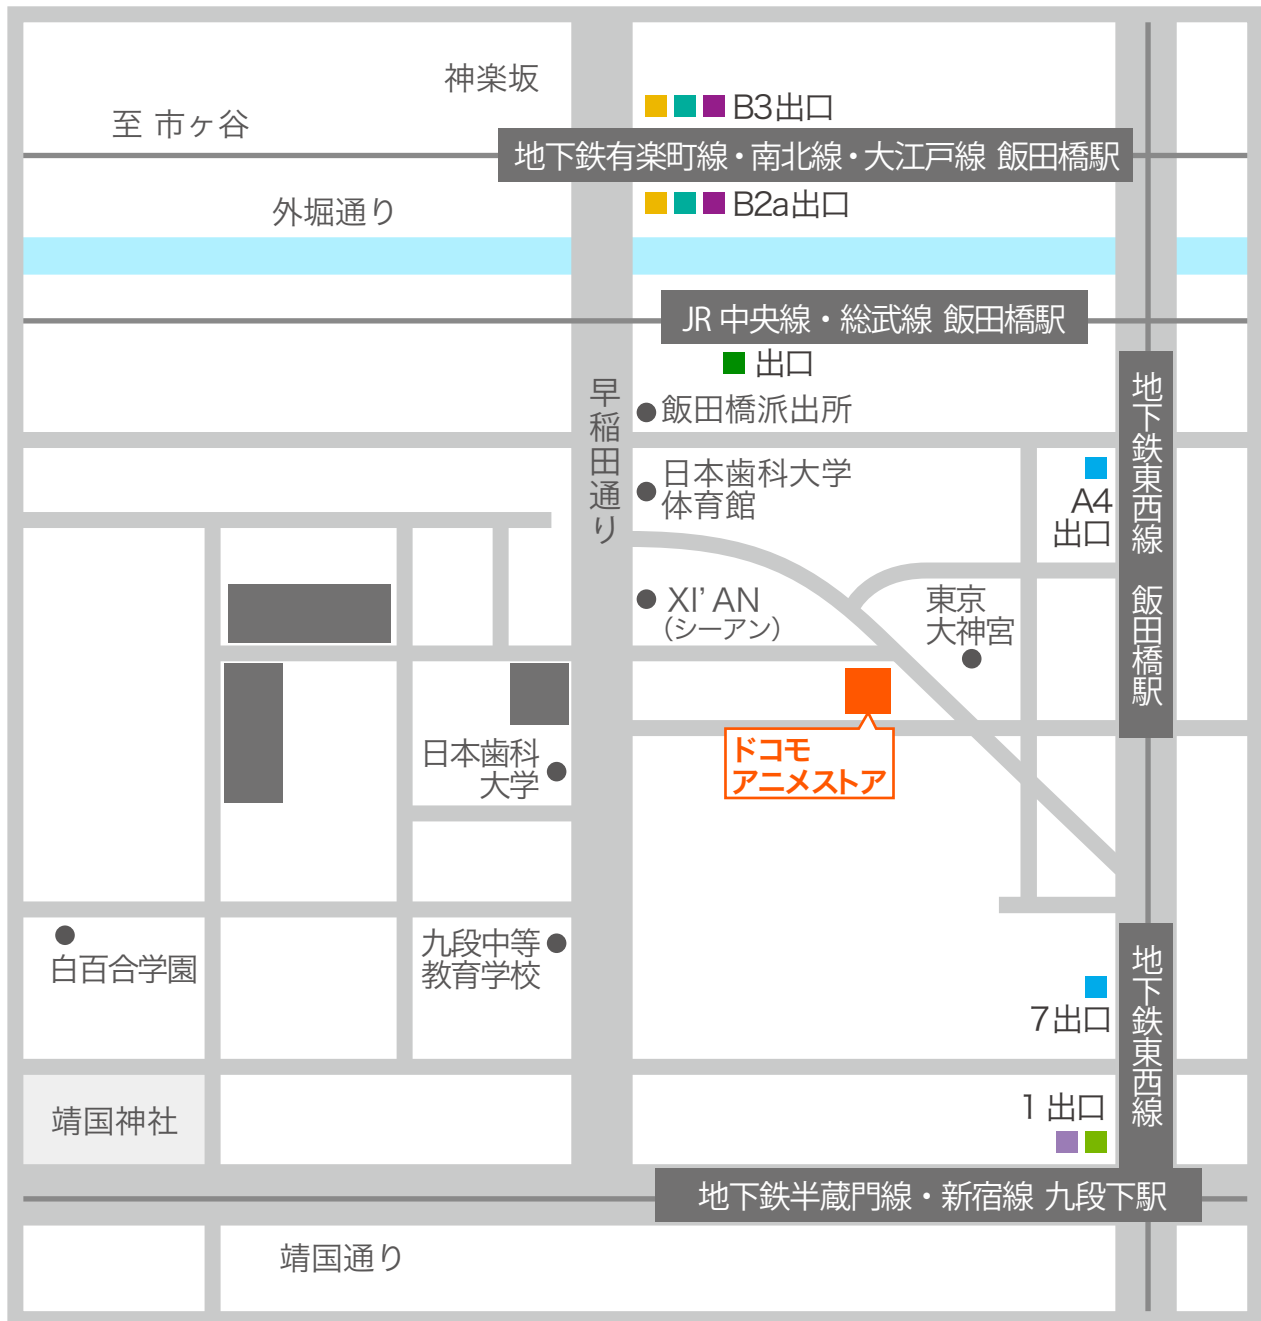 神楽坂
B3出口
至 市ヶ谷
地下鉄有楽町線・南北線・大江戸線 飯田橋駅
B2a出口
外堀通り
JR 中央線・総武線 飯田橋駅
出口
早稲田通り
飯田橋派出所
地下鉄東西線 飯田橋駅
日本歯科大学
体育館
A4
出口
XI’AN
（シーアン）
東京
大神宮
ドコモ
アニメストア
日本歯科
大学
九段中等
教育学校
白百合学園
地下鉄東西線
7出口
1 出口
靖国神社
地下鉄半蔵門線・新宿線 九段下駅
靖国通り